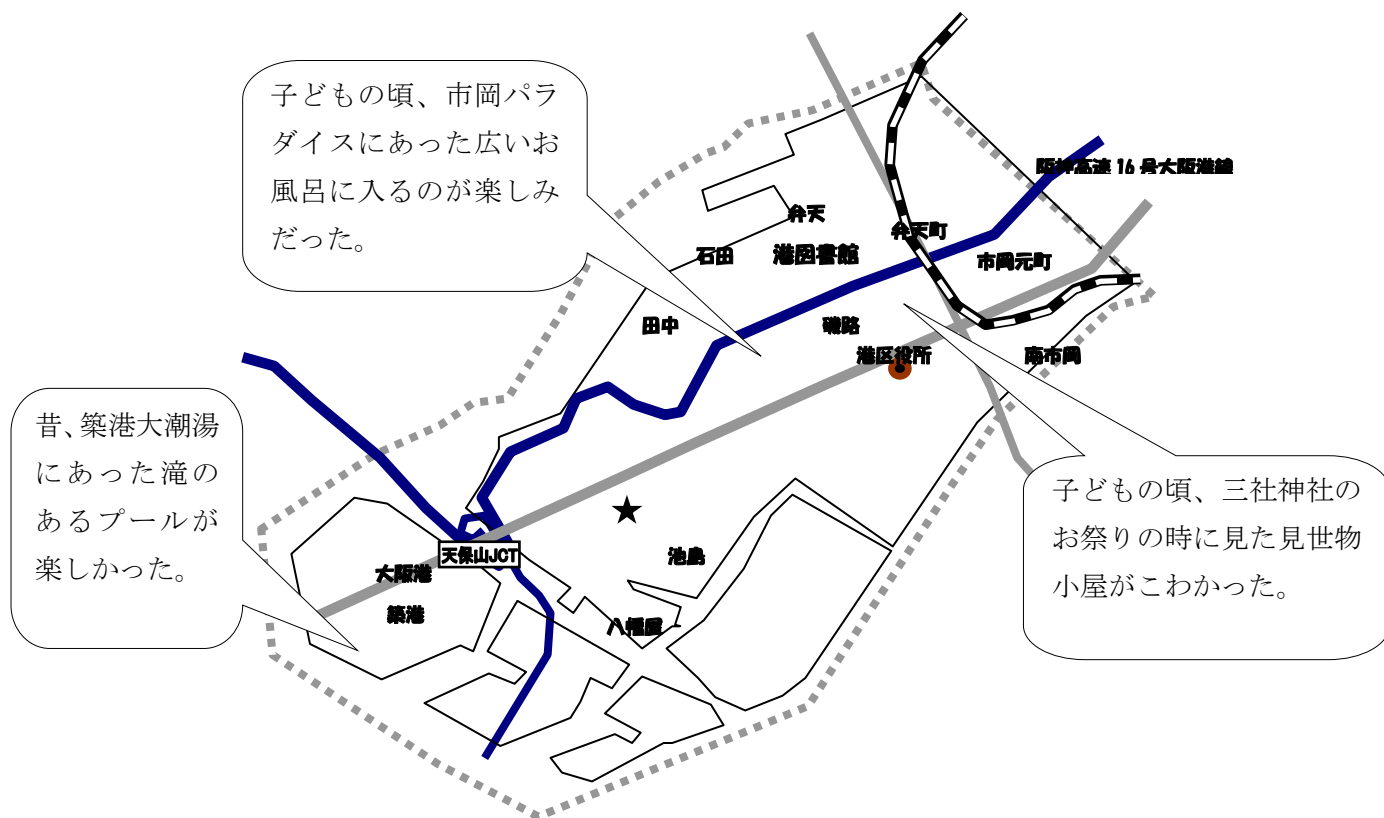 子どもの頃、市岡パラ
ダイスにあった広いお
風呂に入るのが楽しみ
だった。
阪神高速 16 号大阪港線
弁天
弁天町
石田
港図書館
市岡元町
田中
磯路
港区役所
南市岡
昔、築港大潮湯
にあった滝の
あるプールが
楽しかった。
子どもの頃、三社神社の
お祭りの時に見た見世物
小屋がこわかった。
天保山JCT
大阪港
池島
築港
八幡屋